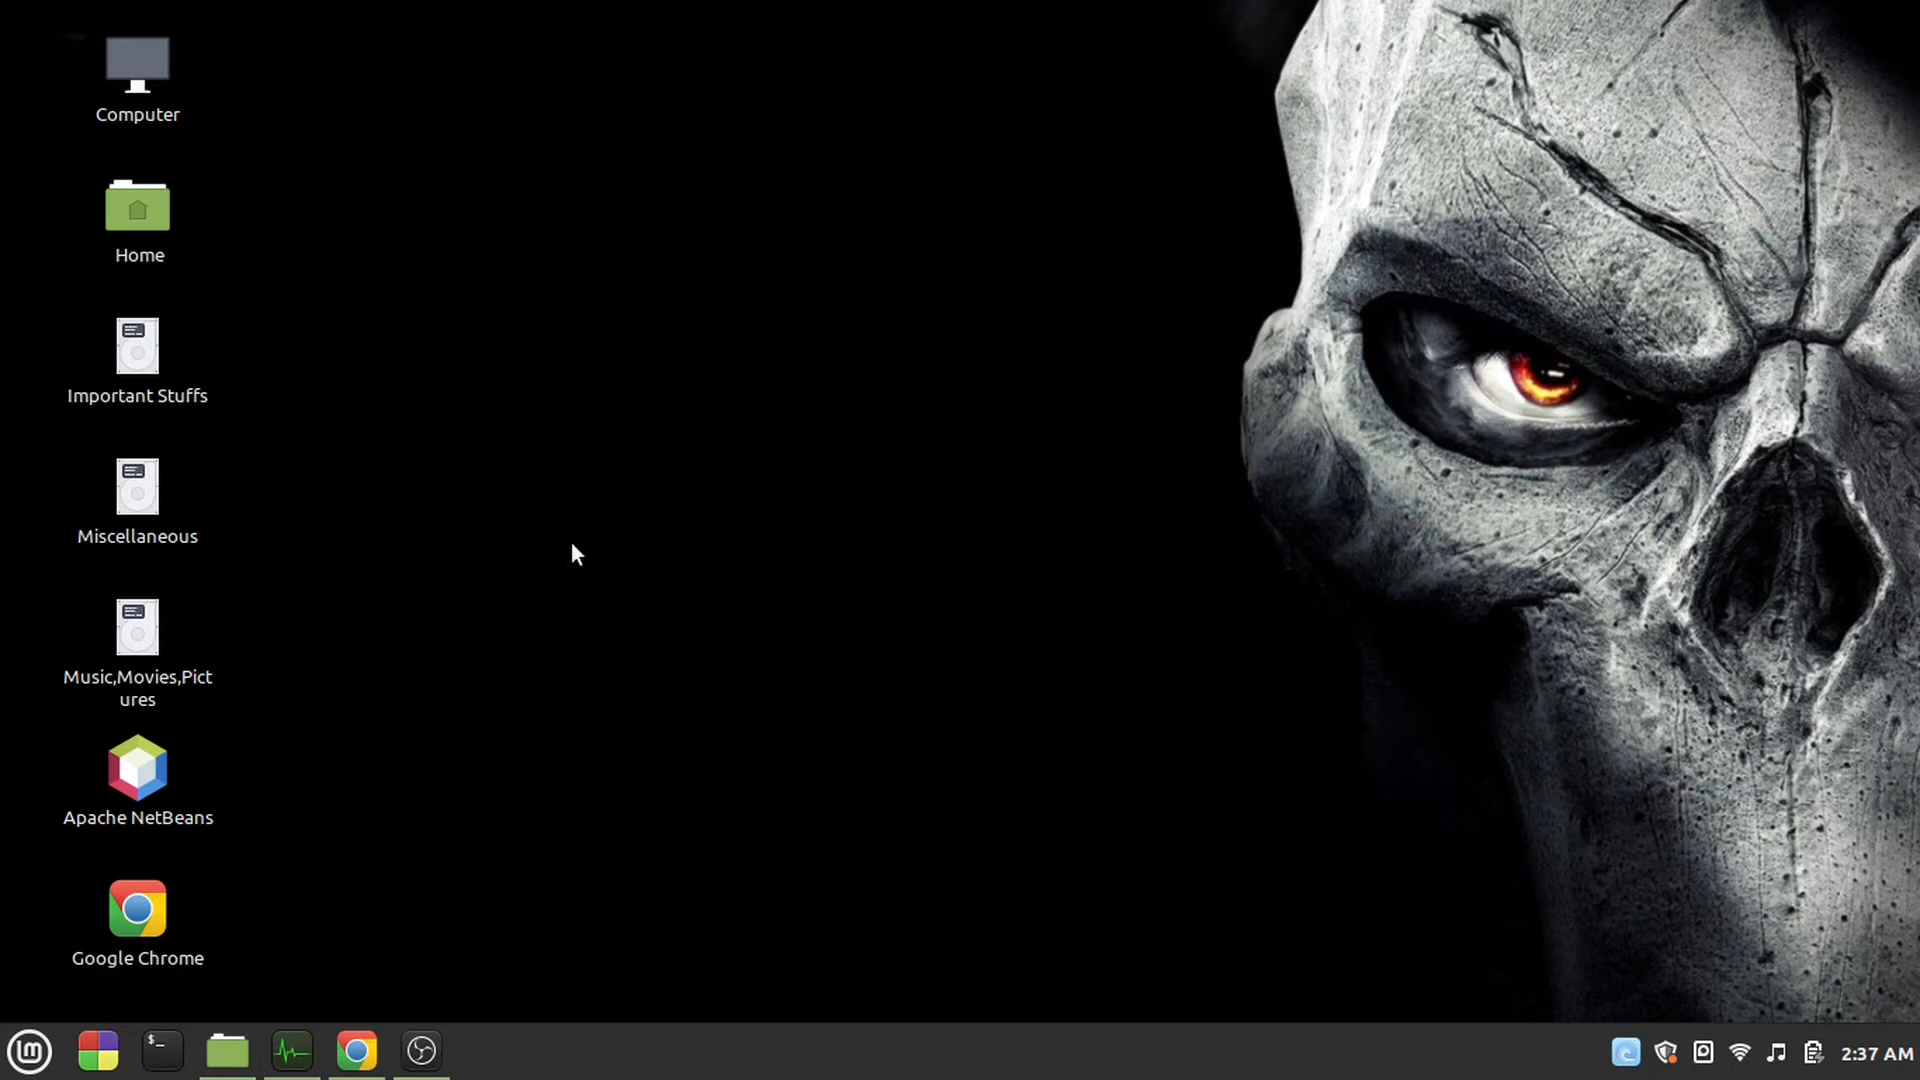 Computer
Home
Important Stuffs
Miscellaneous
Music,Movies,Pict
ures
Apache NetBeans
Google Chrome
$_
2:37 AM